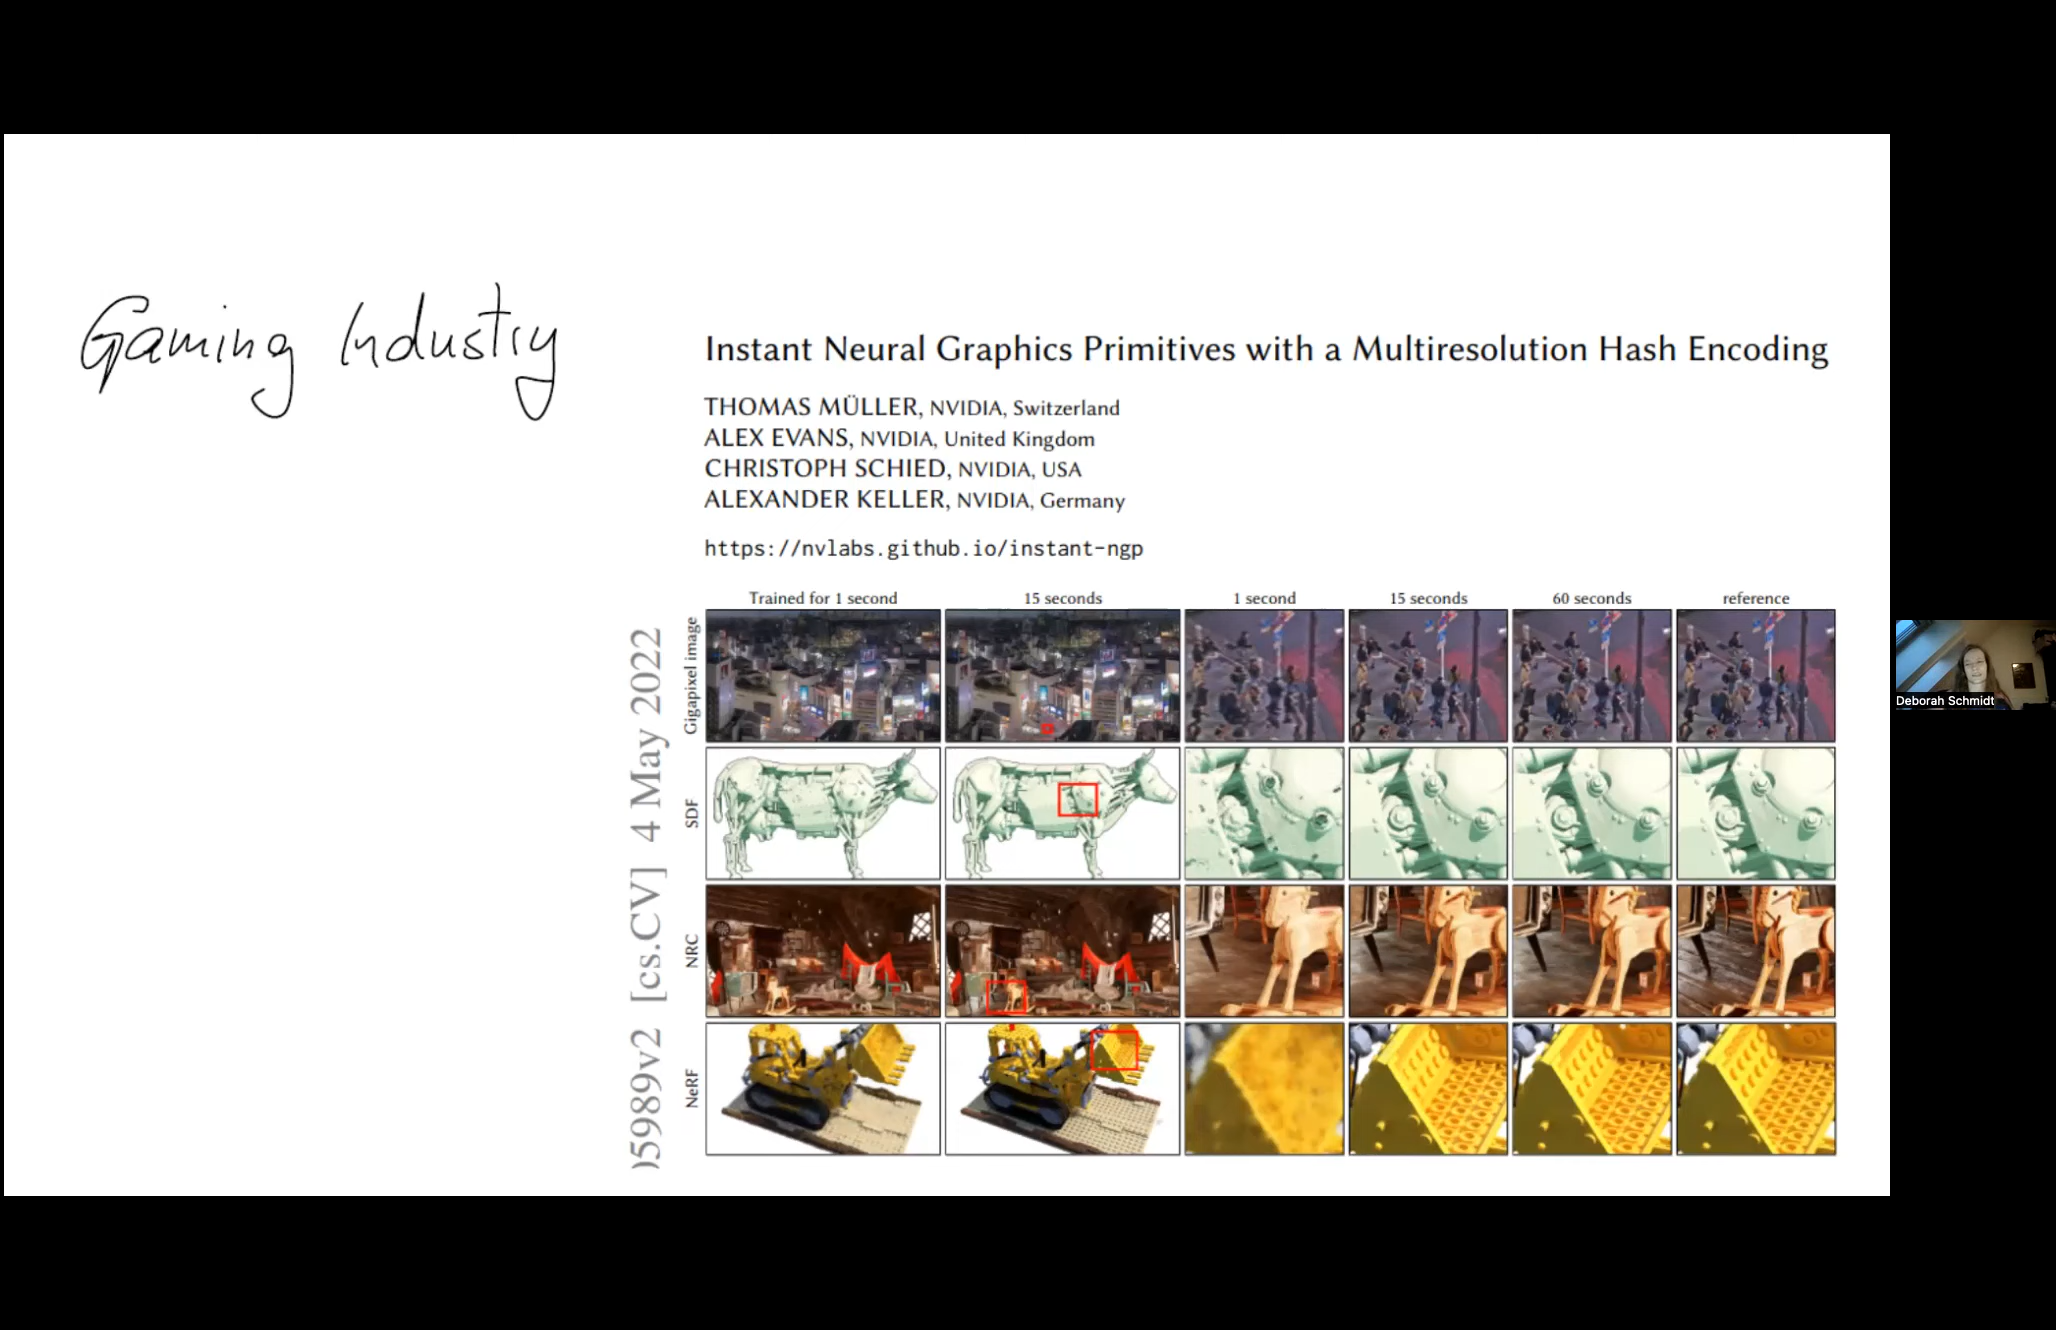 Gaming Industry
Instant Neural Graphics Primitives with a Multiresolution Hash Encoding
THOMAS MÜLLER, NVIDIA, Switzerland
ALEX EVANS, NVIDIA, United Kingdom
CHRISTOPH SCHIED, NVIDIA, USA
ALEXANDER KELLER, NVIDIA, Germany
https://nvlabs.github.io/instant-ngp
Trained for 1 second 15 seconds 1 second 15 seconds 60 seconds reference
Gigapixel image
SDF
NRC
NeRF
5989v2 [cs.CV] 4 May 2022
Deborah Schmidt